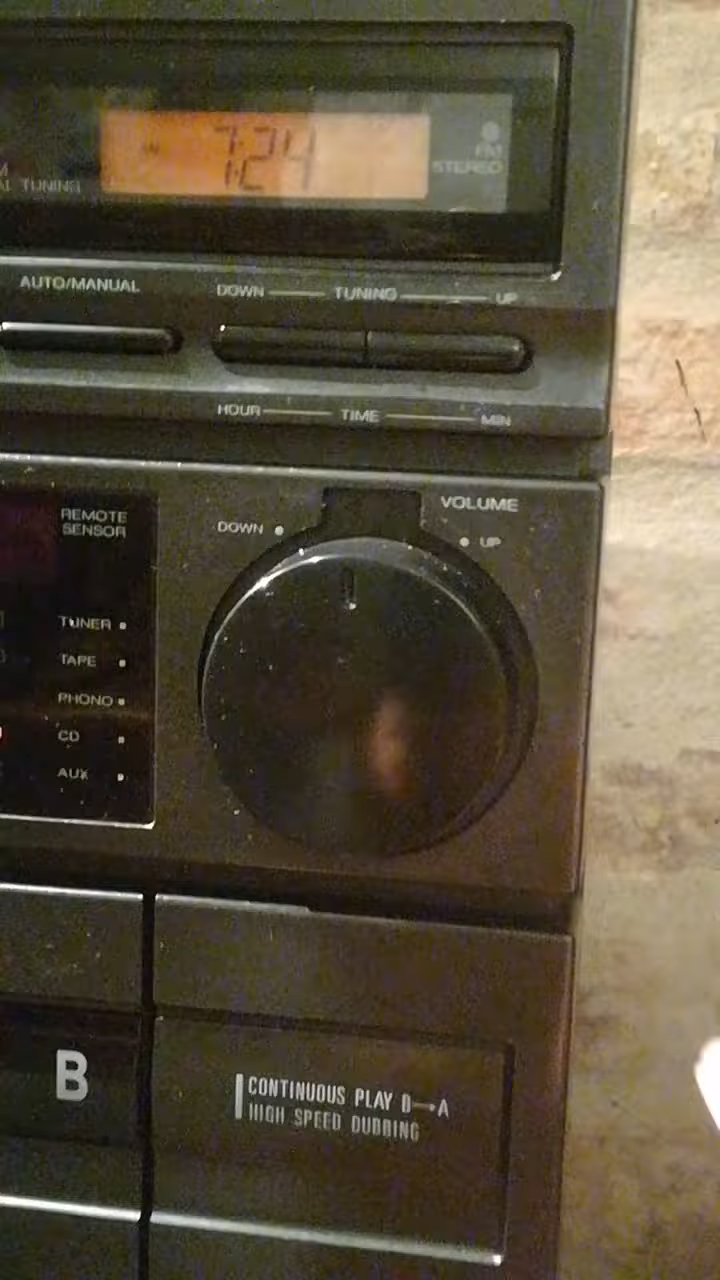 7:24
FM
STEREO
AL TUNING
AUTO/MANUAL
DOWN TUNING UP
HOUR TIME MIN
REMOTE
SENSOR
VOLUME
DOWN UP
TUNER
TAPE
PHONO
CD
AUX
B
CONTINUOUS PLAY B→A
HIGH SPEED DUBBING